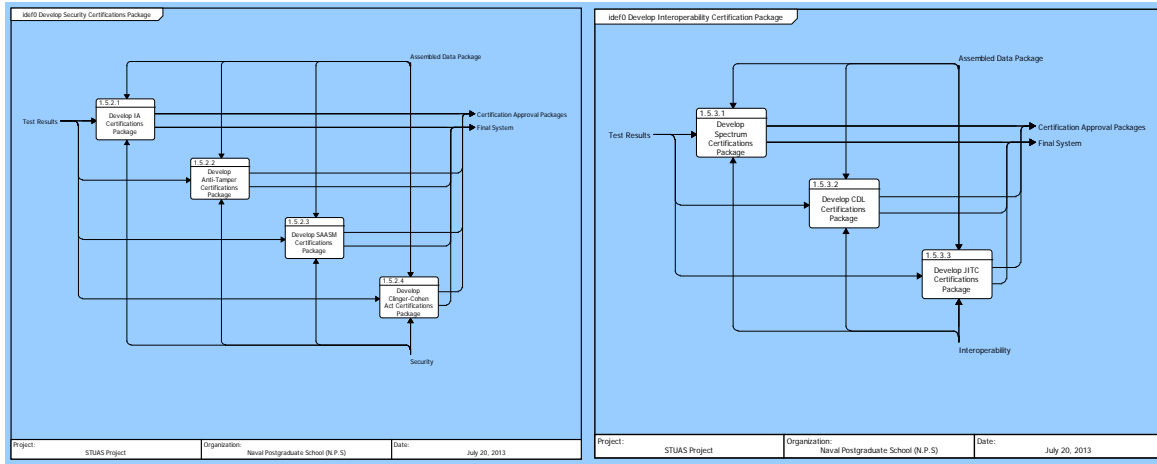 idef0 Develop Security Certifications Package
Assembled Data Package
1.5.2.1
Develop IA
Certifications
Package
Test Results
Certification Approval Packages
Final System
1.5.2.2
Develop
Anti-Tamper
Certifications
Package
1.5.2.3
Develop SAASM
Certifications
Package
1.5.2.4
Develop
Clinger-Cohen
Act Certifications
Package
Security
Project:
STUAS Project
Organization:
Naval Postgraduate School (N.P.S)
Date:
July 20, 2013
idef0 Develop Interoperability Certification Package
Assembled Data Package
1.5.3.1
Develop
Spectrum
Certifications
Package
Test Results
Certification Approval Packages
Final System
1.5.3.2
Develop CDL
Certifications
Package
1.5.3.3
Develop JITC
Certifications
Package
Interoperability
Project:
STUAS Project
Organization:
Naval Postgraduate School (N.P.S)
Date:
July 20, 2013